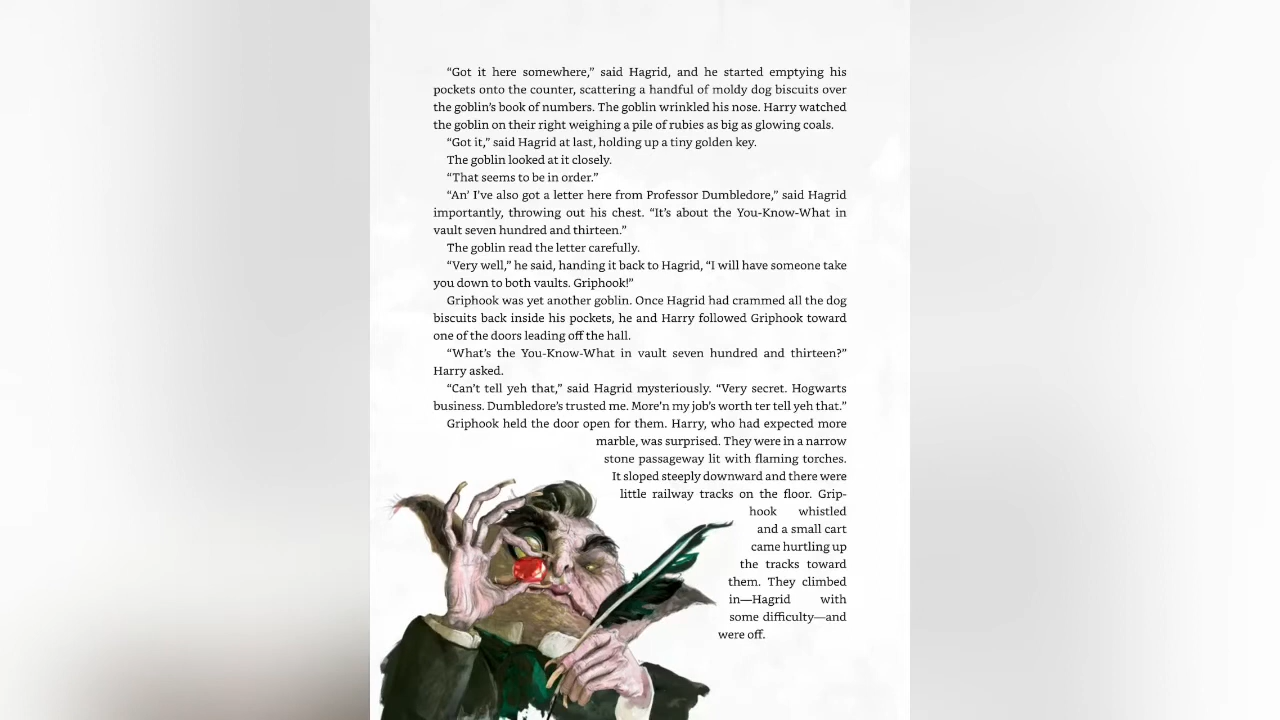 “Got it here somewhere,” said Hagrid, and he started emptying his
pockets onto the counter, scattering a handful of moldy dog biscuits over
the goblin’s book of numbers. The goblin wrinkled his nose. Harry watched
the goblin on their right weighing a pile of rubies as big as glowing coals.
“Got it,” said Hagrid at last, holding up a tiny golden key.
The goblin looked at it closely.
“That seems to be in order.”
“An’ I’ve also got a letter here from Professor Dumbledore,” said Hagrid
importantly, throwing out his chest. “It’s about the You-Know-What in
vault seven hundred and thirteen.”
The goblin read the letter carefully.
“Very well,” he said, handing it back to Hagrid, “I will have someone take
you down to both vaults. Griphook!”
Griphook was yet another goblin. Once Hagrid had crammed all the dog
biscuits back inside his pockets, he and Harry followed Griphook toward
one of the doors leading off the hall.
“What’s the You-Know-What in vault seven hundred and thirteen?”
Harry asked.
“Can’t tell yeh that,” said Hagrid mysteriously. “Very secret. Hogwarts
business. Dumbledore’s trusted me. More’n my job’s worth ter tell yeh that.”
Griphook held the door open for them. Harry, who had expected more
marble, was surprised. They were in a narrow
stone passageway lit with flaming torches.
It sloped steeply downward and there were
little railway tracks on the floor. Grip-
hook whistled
and a small cart
came hurtling up
the tracks toward
them. They climbed
in—Hagrid with
some difficulty—and
were off.